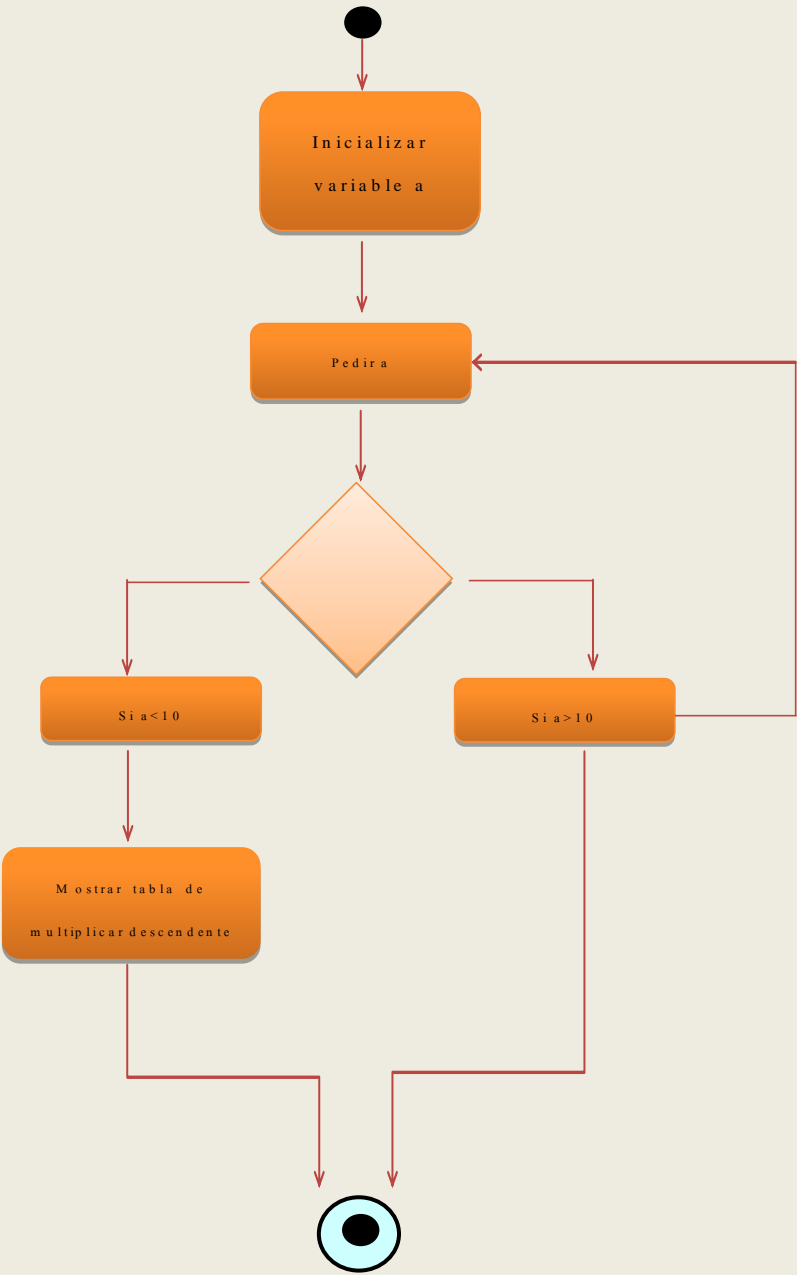 Inicializar
variable a
Pedir a
Si a<10
Si a>10
Mostrar tabla de
multiplicar descendente